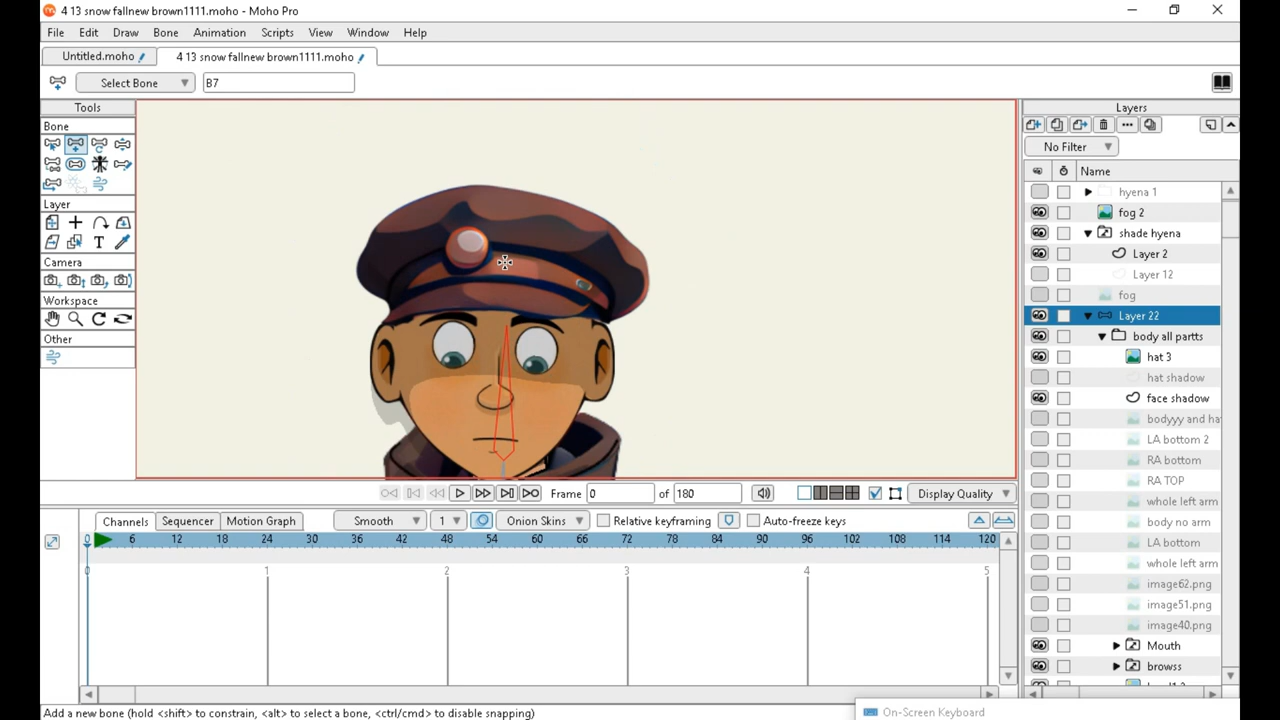 4 13 snow fallnew brown1111.moho - Moho Pro
File Edit Draw Bone Animation Scripts View Window Help
Untitled.moho 4 13 snow fallnew brown1111.moho
Select Bone B7
Tools
Bone
Layer
Camera
Workspace
Other
Layers
No Filter
Name
hyena 1
fog 2
shade hyena
Layer 2
Layer 12
fog
Layer 22
body all partts
hat 3
hat shadow
face shadow
bodyyy and ha
LA bottom 2
RA bottom
RA TOP
whole left arm
body no arm
LA bottom
whole left arm
image62.png
image51.png
image40.png
Mouth
browss
Frame 0 of 180 Display Quality
Channels Sequencer Motion Graph Smooth 1 Onion Skins Relative keyframing Auto-freeze keys
0 6 12 18 24 30 36 42 48 54 60 66 72 78 84 90 96 102 108 114 120
0 1 2 3 4 5
Add a new bone (hold <shift> to constrain, <alt> to select a bone, <ctrl/cmd> to disable snapping)
On-Screen Keyboard